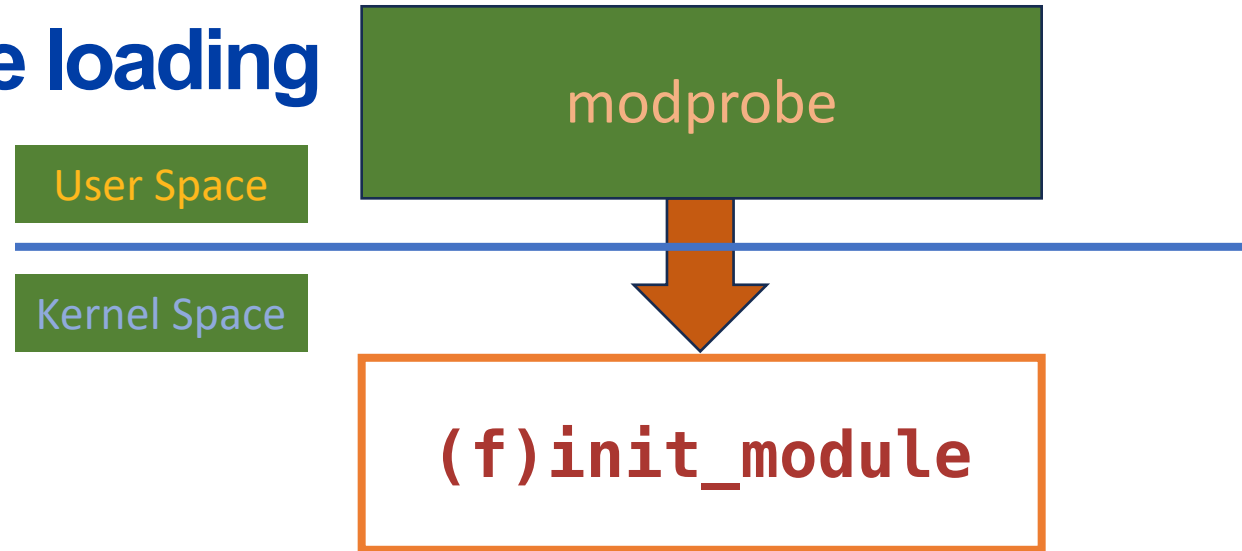 e loading
modprobe
User Space
Kernel Space
(f)init_module